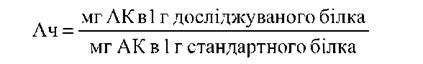 мг АК в 1 г досліджуваного білка
Ач =
мг АК в 1 г стандартного білка